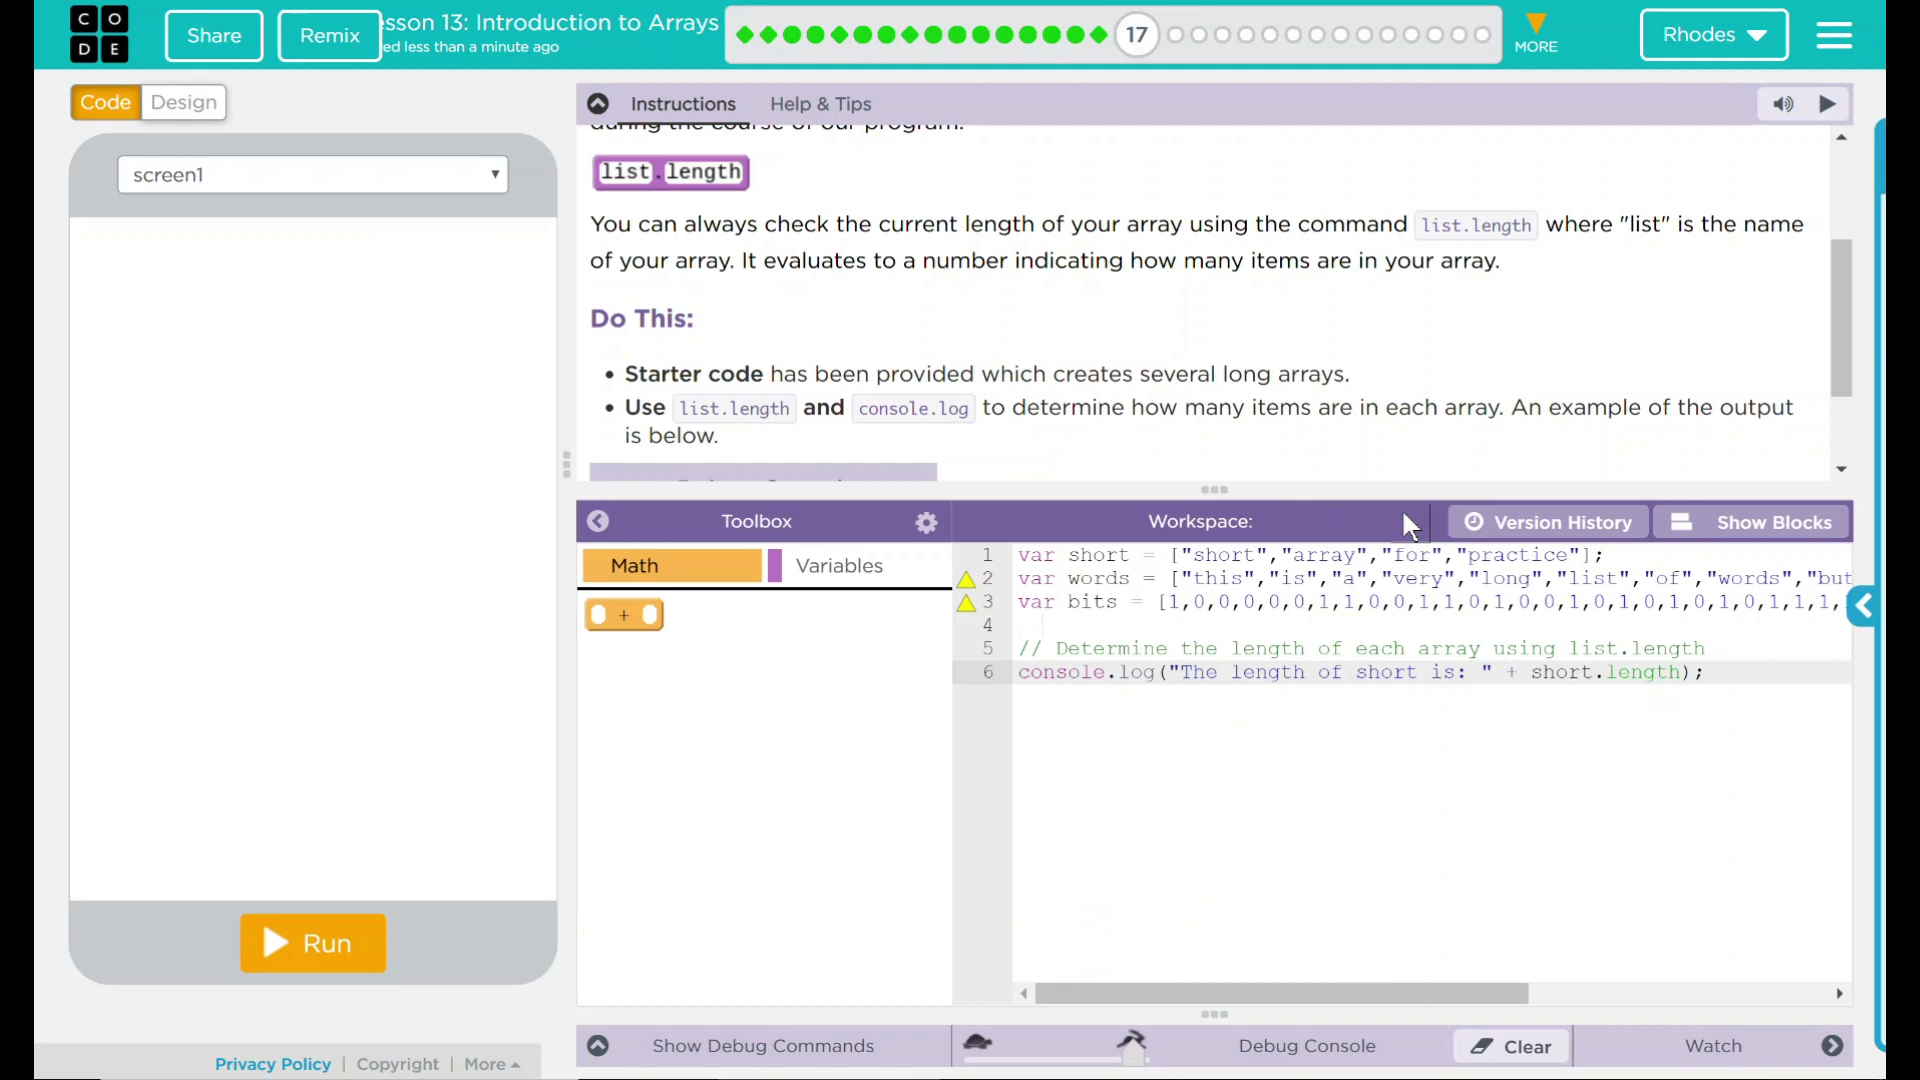 C O
D E
Share
Remix
esson 13: Introduction to Arrays
ed less than a minute ago
17
MORE
Rhodes
Code
Design
Instructions
Help & Tips
during the course of our program.
screen1
list.length
You can always check the current length of your array using the command list.length where "list" is the name
of your array. It evaluates to a number indicating how many items are in your array.
Do This:
Starter code has been provided which creates several long arrays.
Use list.length and console.log to determine how many items are in each array. An example of the output
is below.
Toolbox
Workspace:
Version History
Show Blocks
Math
Variables
+
1 var short = ["short","array","for","practice"];
2 var words = ["this","is","a","very","long","list","of","words","but
3 var bits = [1,0,0,0,0,0,1,1,0,0,1,1,0,1,0,0,1,0,1,0,1,0,1,0,1,1,1,
4
5 // Determine the length of each array using list.length
6 console.log("The length of short is: " + short.length);
Run
Show Debug Commands
Debug Console
Clear
Watch
Privacy Policy | Copyright | More